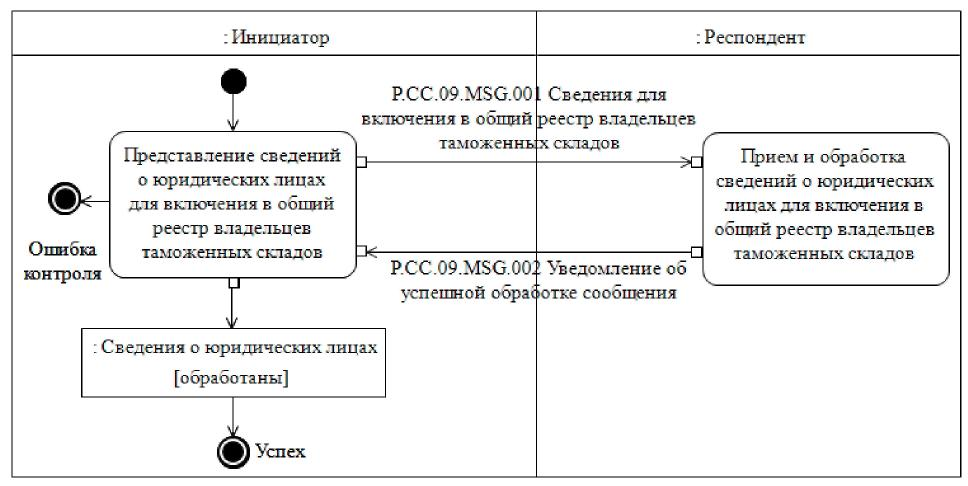 : Инициатор
: Респондент
P.CC.09.MSG.001 Сведения для
включения в общий реестр владельцев
таможенных складов
Представление сведений
о юридических лицах
для включения в общий
реестр владельцев
таможенных складов
Прием и обработка
сведений о юридических
лицах для включения в
общий реестр владельцев
таможенных складов
Ошибка
контроля
P.CC.09.MSG.002 Уведомление об
успешной обработке сообщения
: Сведения о юридических лицах
[обработаны]
Успех